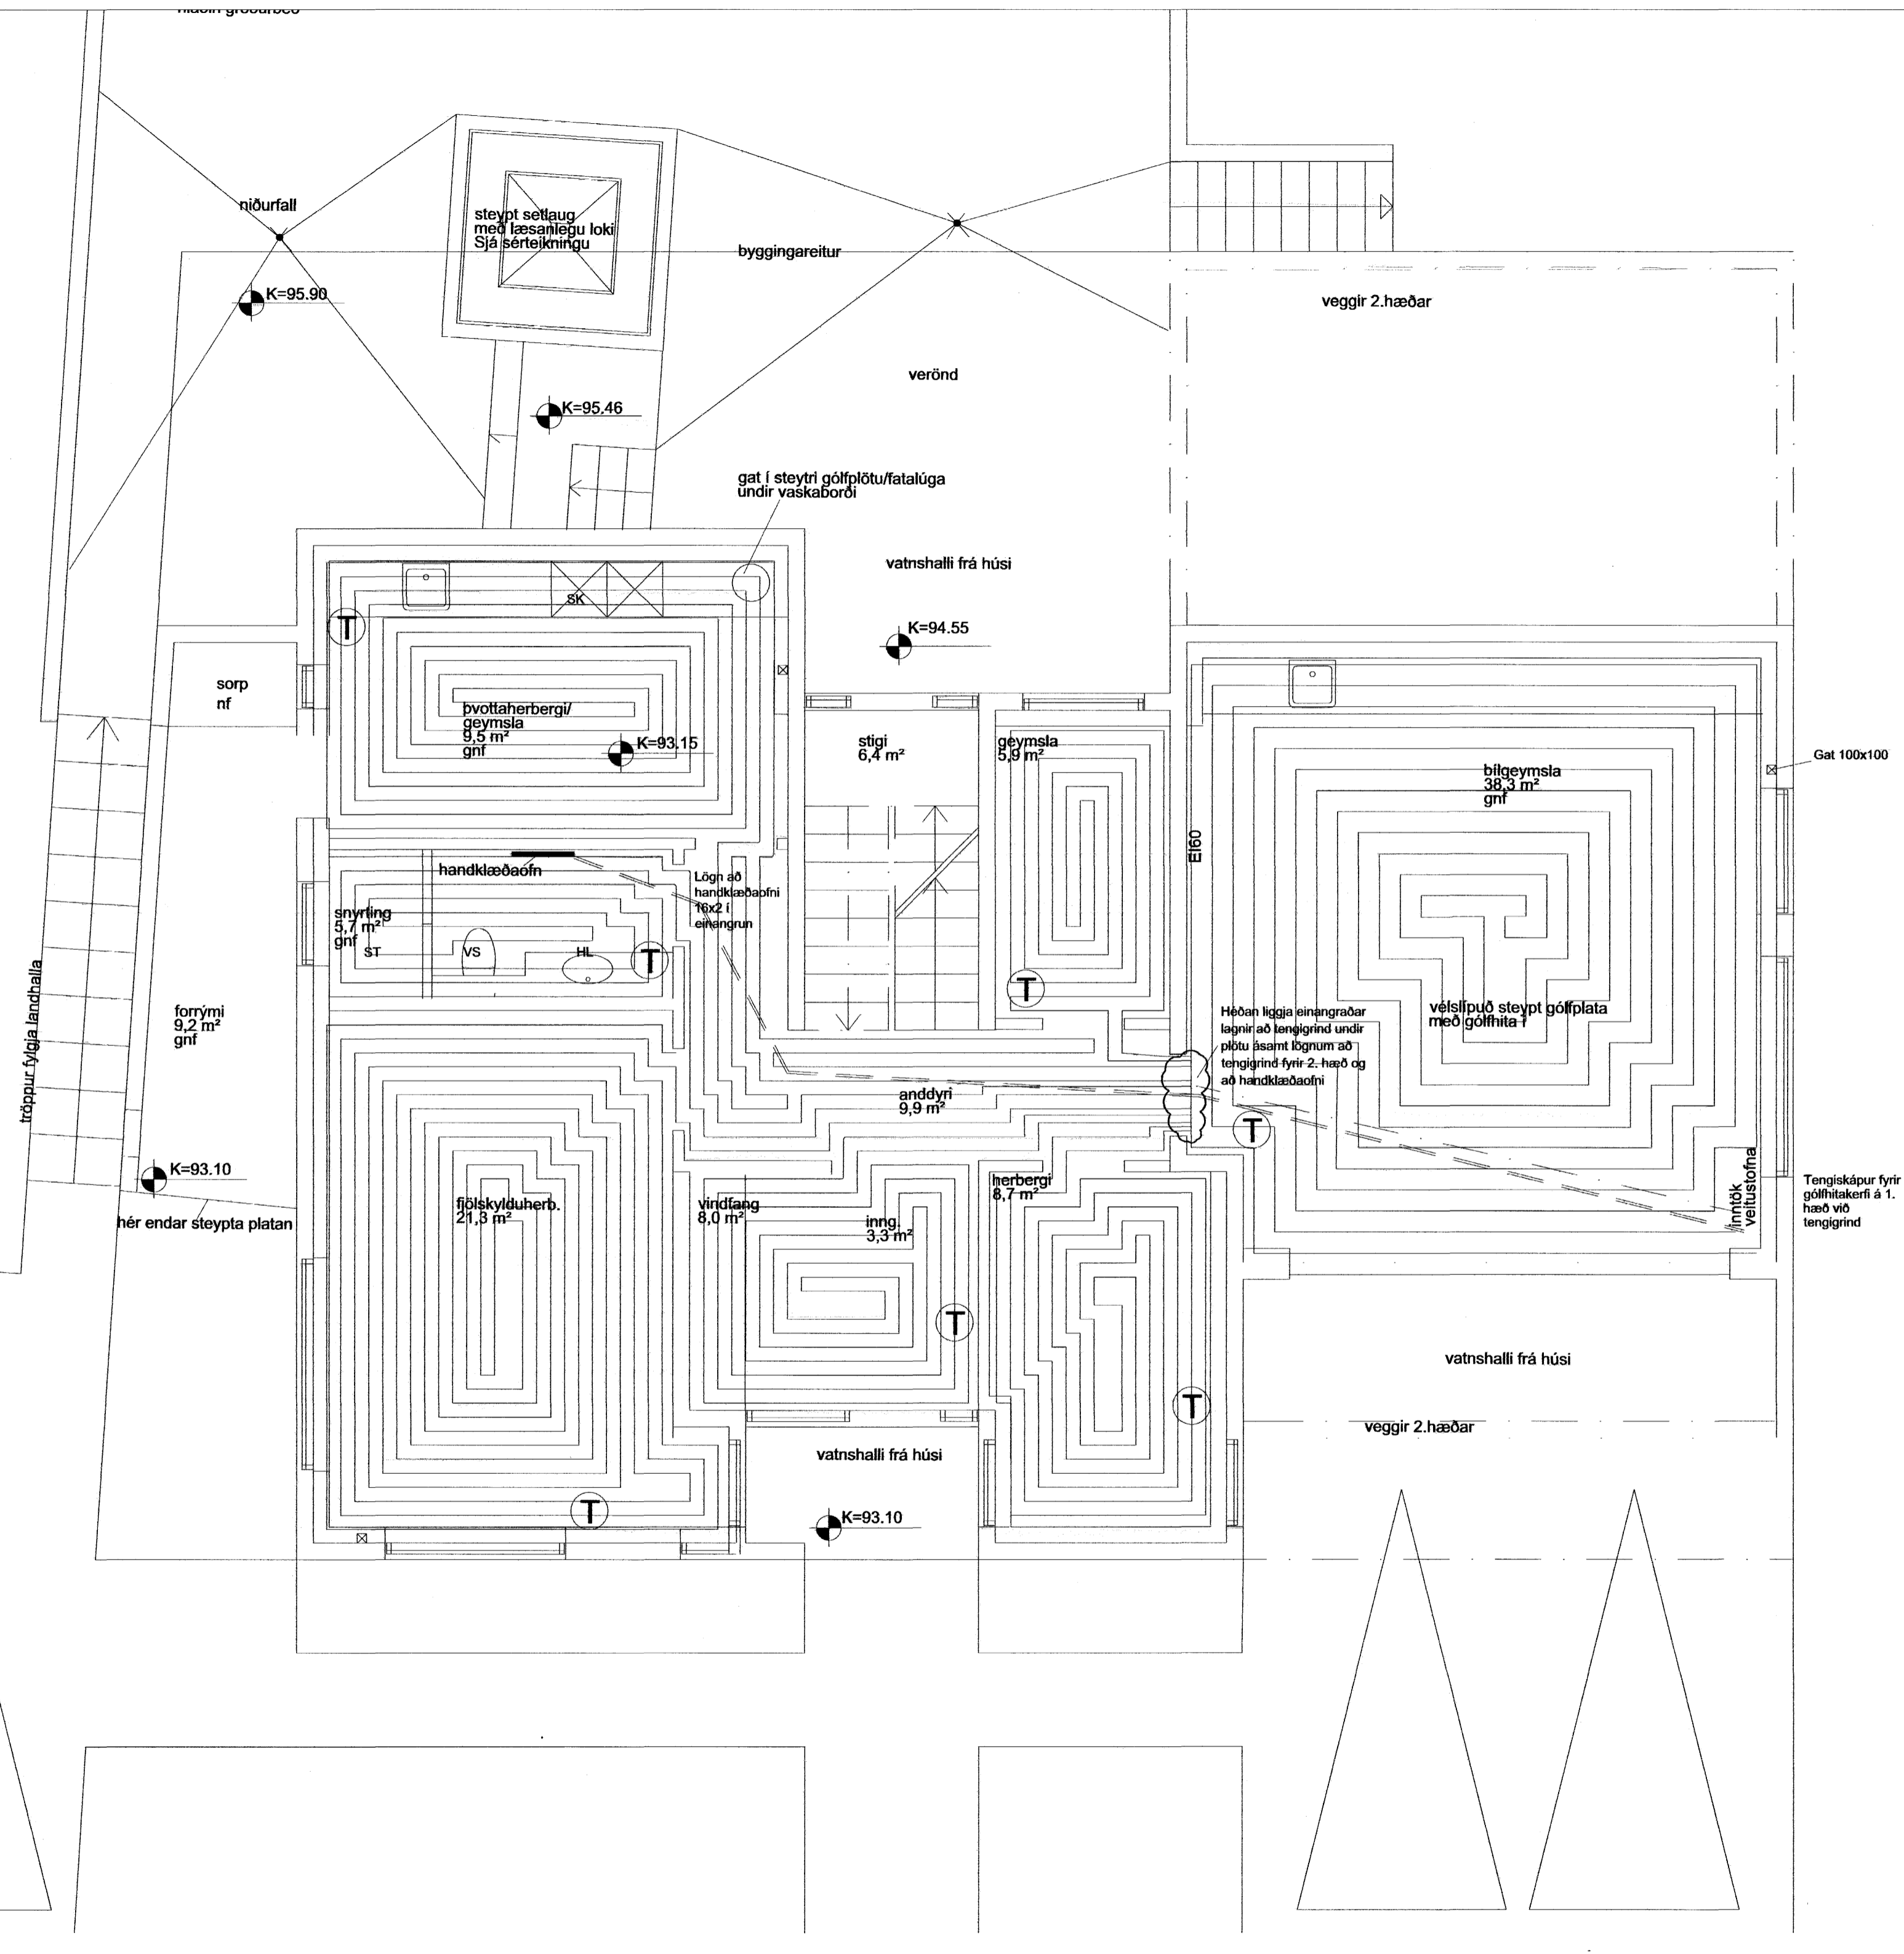 niðurfall
steypt setlaug
með læsanlegu loki
Sjá sérteikningu
byggingareitur
K=95.90
veggir 2.hæðar
verönd
K=95.46
gat í steytri gólfplötu/fatalúga
undir vaskaborði
vatnshalli frá húsi
SK
T
K=94.55
sorp
nf
þvottaherbergi/
geymsla
9,5 m²
gnf
K=93.15
stigi
6,4 m²
geymsla
5,9 m²
bílgeymsla
38,3 m²
gnf
Gat 100x100
EI60
handklæðaofn
Lögn að
handklæðaofni
16x2 í
einangrun
snyrting
5,7 m²
gnf
ST
VS
HL
T
T
tröppur fylgja landhalla
forrými
9,2 m²
gnf
Héðan liggja einangraðar
lagnir að tengigrind undir
plötu ásamt lögnum að
tengigrind fyrir 2. hæð og
að handklæðaofni
vélslípuð steypt gólfplata
með gólfhita í
anddyri
9,9 m²
T
K=93.10
hér endar steypta platan
fjölskylduherb.
21,3 m²
vindfang
8,0 m²
inng.
3,3 m²
herbergi
8,7 m²
inntök
veitustofna
Tengiskápur fyrir
gólfhitakerfi á 1.
hæð við
tengigrind
T
vatnshalli frá húsi
T
veggir 2.hæðar
vatnshalli frá húsi
T
K=93.10